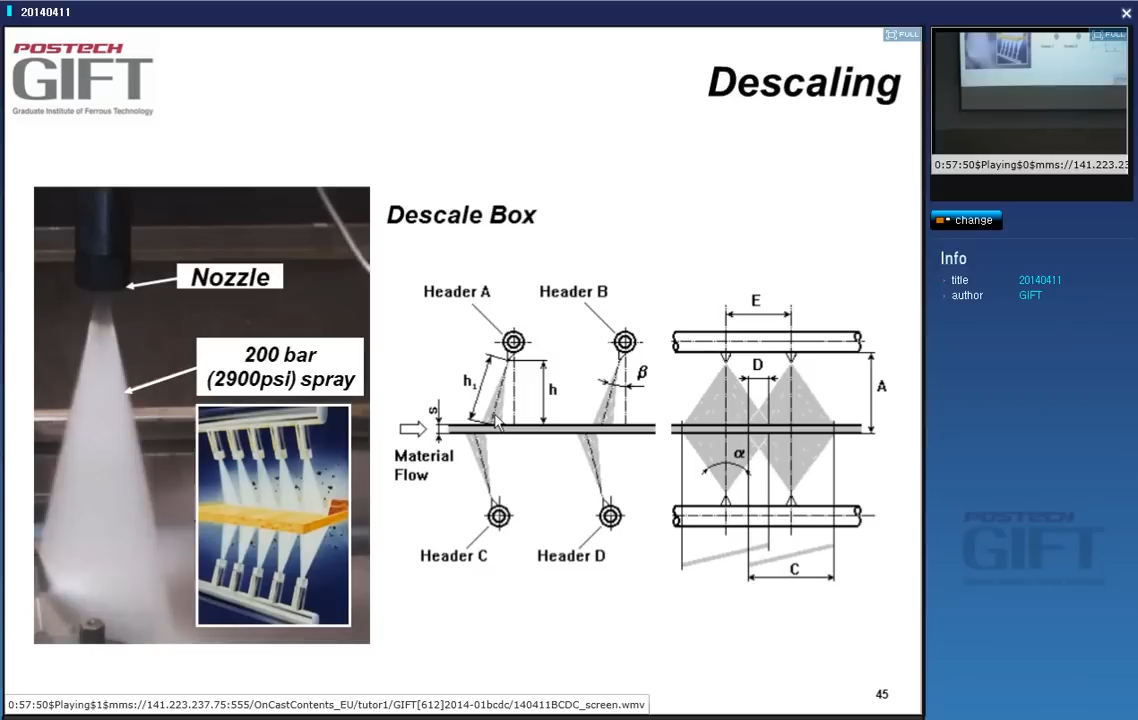 20140411
FULL
POSTECH
GIFT
Graduate Institute of Ferrous Technology
Descaling
Descale Box
Nozzle
200 bar
(2900psi) spray
Header A
Header B
h₁
h
β
s
Material
Flow
Header C
Header D
E
D
A
α
C
45
0:57:50$Playing$1$mms://141.223.237.75:555/OnCastContents_EU/tutor1/GIFT[612]2014-01bcdc/140411BCDC_screen.wmv
FULL
0:57:50$Playing$0$mms://141.223.23
change
Info
title 20140411
author GIFT
POSTECH
GIFT